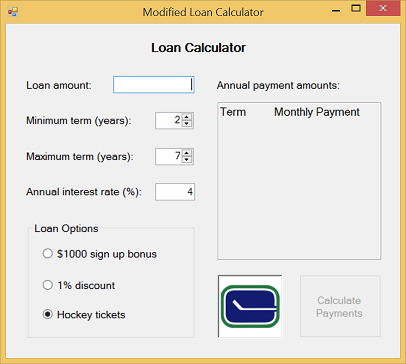 Modified Loan Calculator
Loan Calculator
Loan amount:
Minimum term (years): 2
Maximum term (years): 7
Annual interest rate (%): 4
Loan Options
$1000 sign up bonus
1% discount
Hockey tickets
Annual payment amounts:
Term Monthly Payment
Calculate
Payments